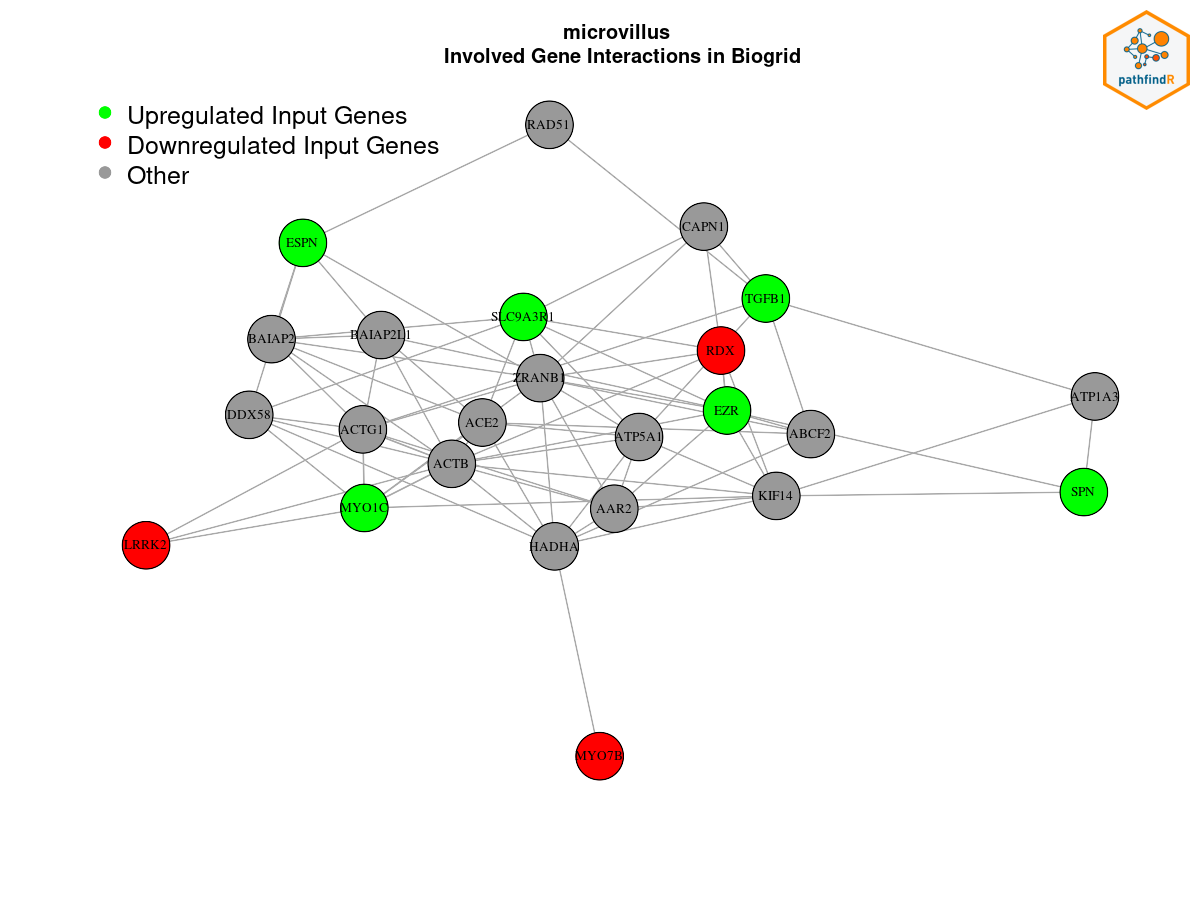 microvillus
Involved Gene Interactions in Biogrid
pathfindR
Upregulated Input Genes
Downregulated Input Genes
Other
RAD51
CAPN1
ESPN
TGFB1
SLC9A3R1
BAIAP2
BAIAP2L1
RDX
ZRANB1
ATP1A3
DDX58
EZR
ACE2
ACTG1
ABCF2
ATP5A1
ACTB
SPN
KIF14
MYO1C
AAR2
LRRK2
HADHA
MYO7B